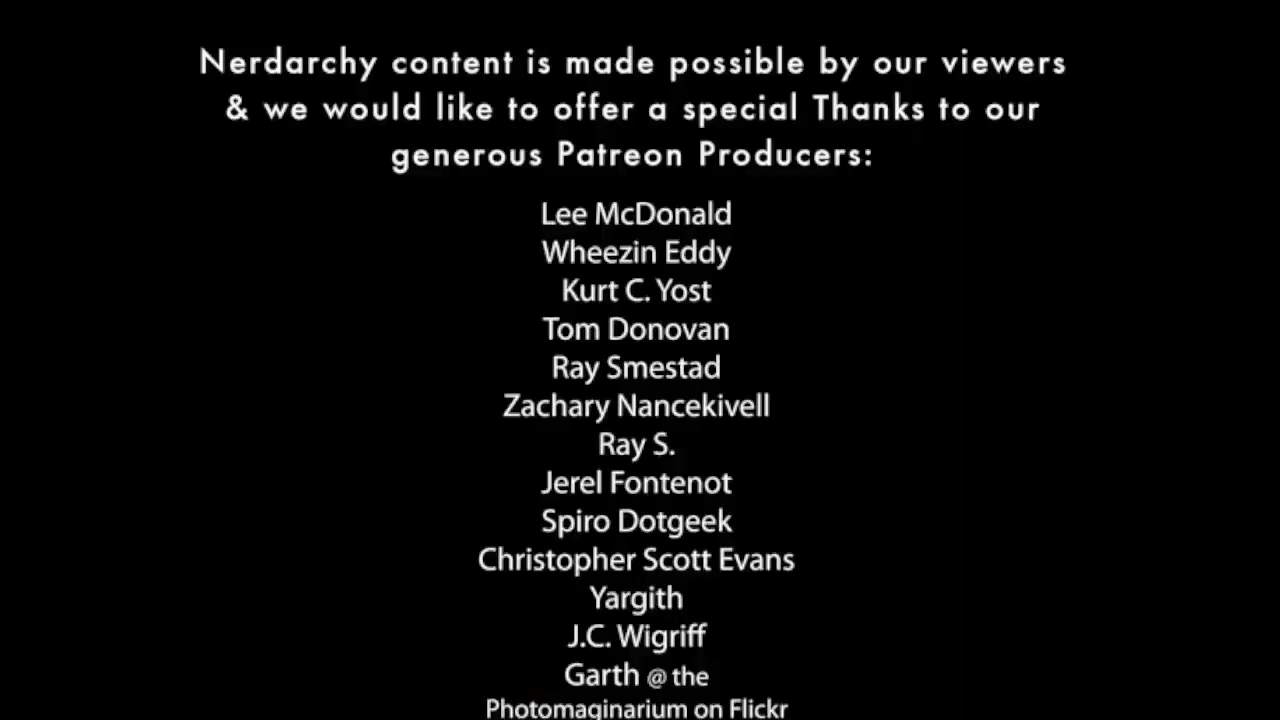 Nerdarchy content is made possible by our viewers
& we would like to offer a special Thanks to our
generous Patreon Producers:
Lee McDonald
Wheezin Eddy
Kurt C. Yost
Tom Donovan
Ray Smestad
Zachary Nancekivell
Ray S.
Jerel Fontenot
Spiro Dotgeek
Christopher Scott Evans
Yargith
J.C. Wigriff
Garth @ the
Photomaginarium on Flickr